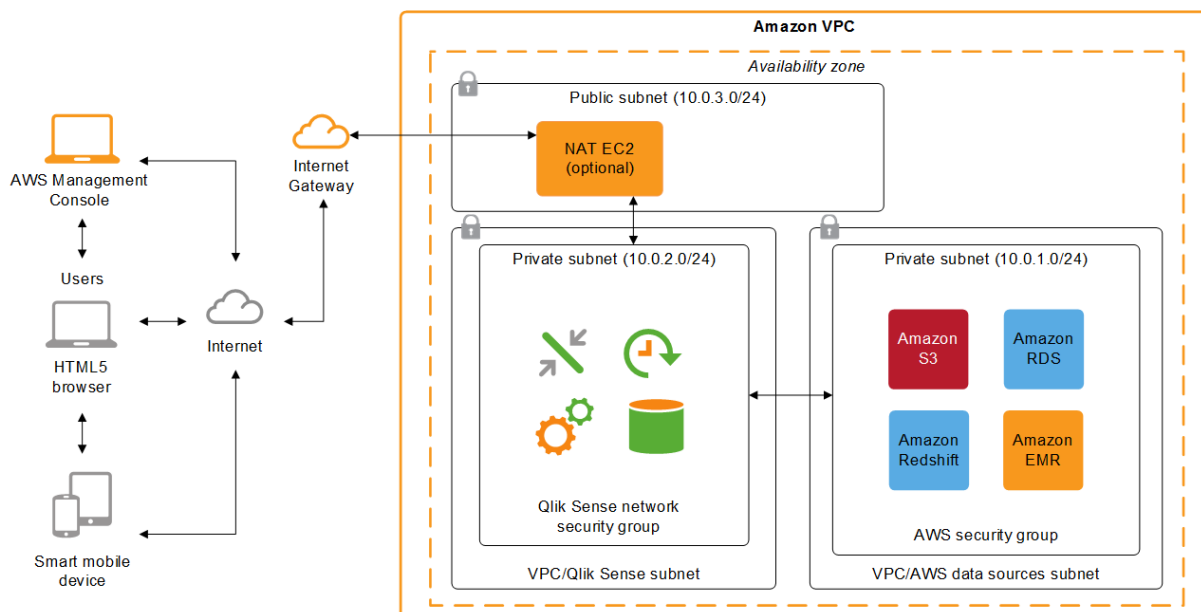 Amazon VPC
Availability zone
Public subnet (10.0.3.0/24)
NAT EC2
(optional)
Internet
Gateway
AWS Management
Console
Users
HTML5
browser
Internet
Smart mobile
device
Private subnet (10.0.2.0/24)
Qlik Sense network
security group
VPC/Qlik Sense subnet
Private subnet (10.0.1.0/24)
Amazon
S3
Amazon
RDS
Amazon
Redshift
Amazon
EMR
AWS security group
VPC/AWS data sources subnet